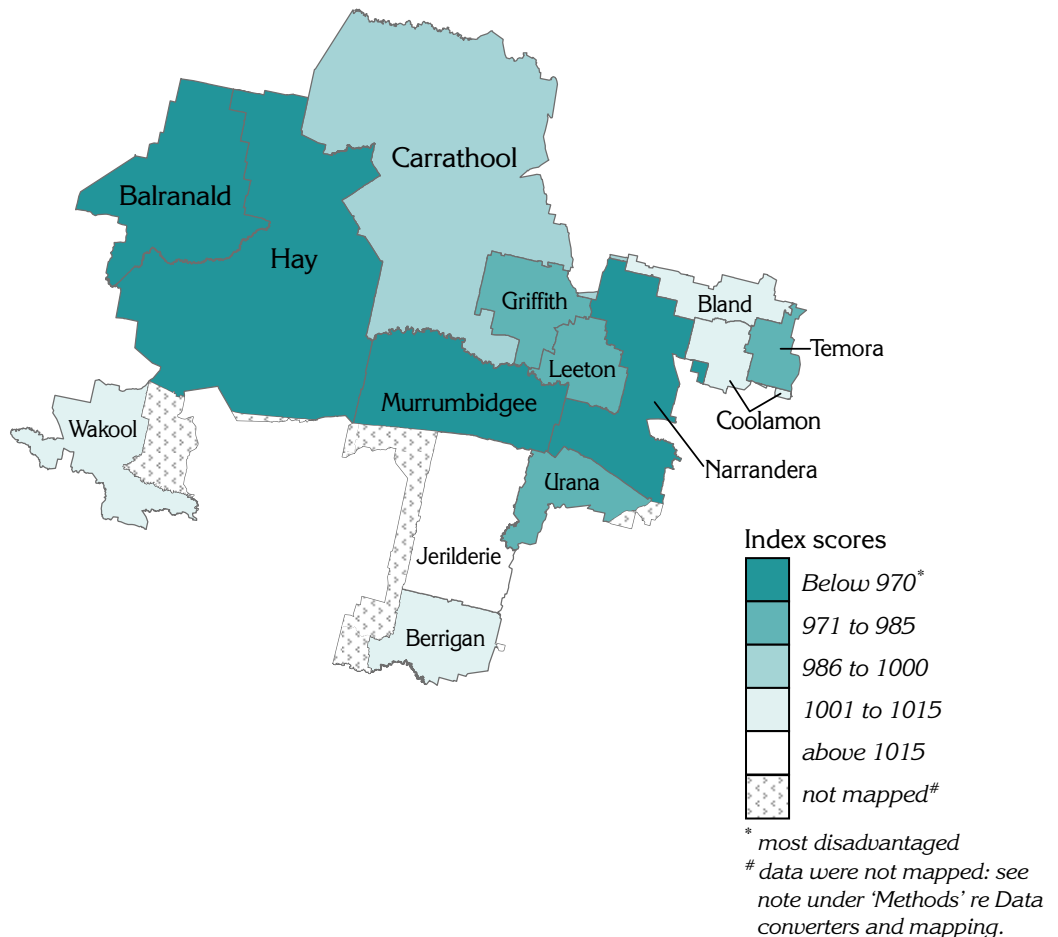 Carrathool
Balranald
Hay
Griffith
Bland
Temora
Leeton
Murrumbidgee
Coolamon
Wakool
Narrandera
Urana
Jerilderie
Berrigan
Index scores
Below 970*
971 to 985
986 to 1000
1001 to 1015
above 1015
not mapped#
* most disadvantaged
# data were not mapped: see
note under ‘Methods’ re Data
converters and mapping.